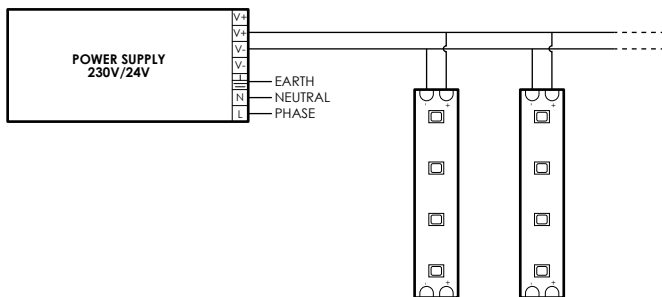 V+
V+
V-
V-
N
L
POWER SUPPLY
230V/24V
EARTH
NEUTRAL
PHASE
- +
- +
- +
- +